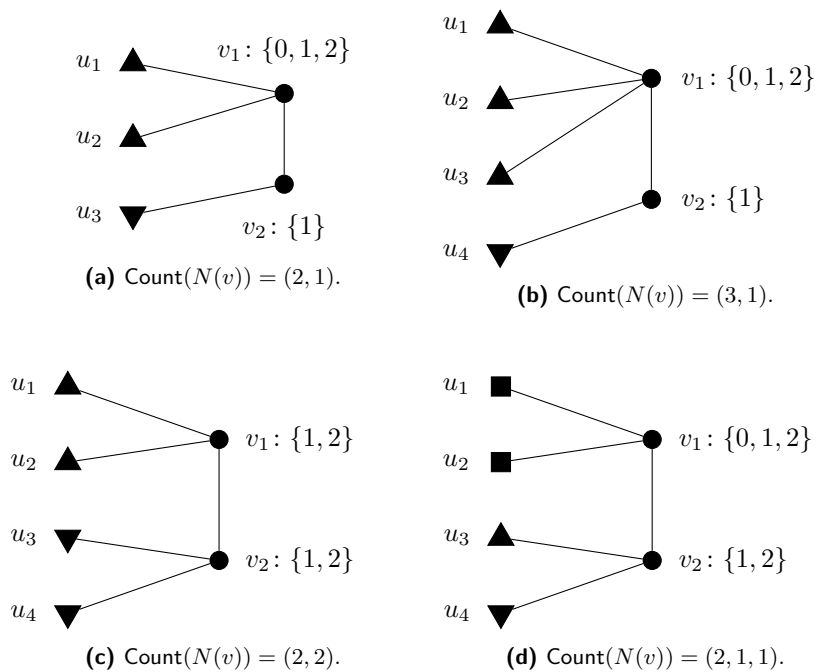 u₁
v₁: {0, 1, 2}
u₂
u₃
v₂: {1}
(a) Count(N(v)) = (2, 1).
u₁
v₁: {0, 1, 2}
u₂
u₃
v₂: {1}
u₄
(b) Count(N(v)) = (3, 1).
u₁
v₁: {1, 2}
u₂
u₃
v₂: {1, 2}
u₄
(c) Count(N(v)) = (2, 2).
u₁
v₁: {0, 1, 2}
u₂
u₃
v₂: {1, 2}
u₄
(d) Count(N(v)) = (2, 1, 1).